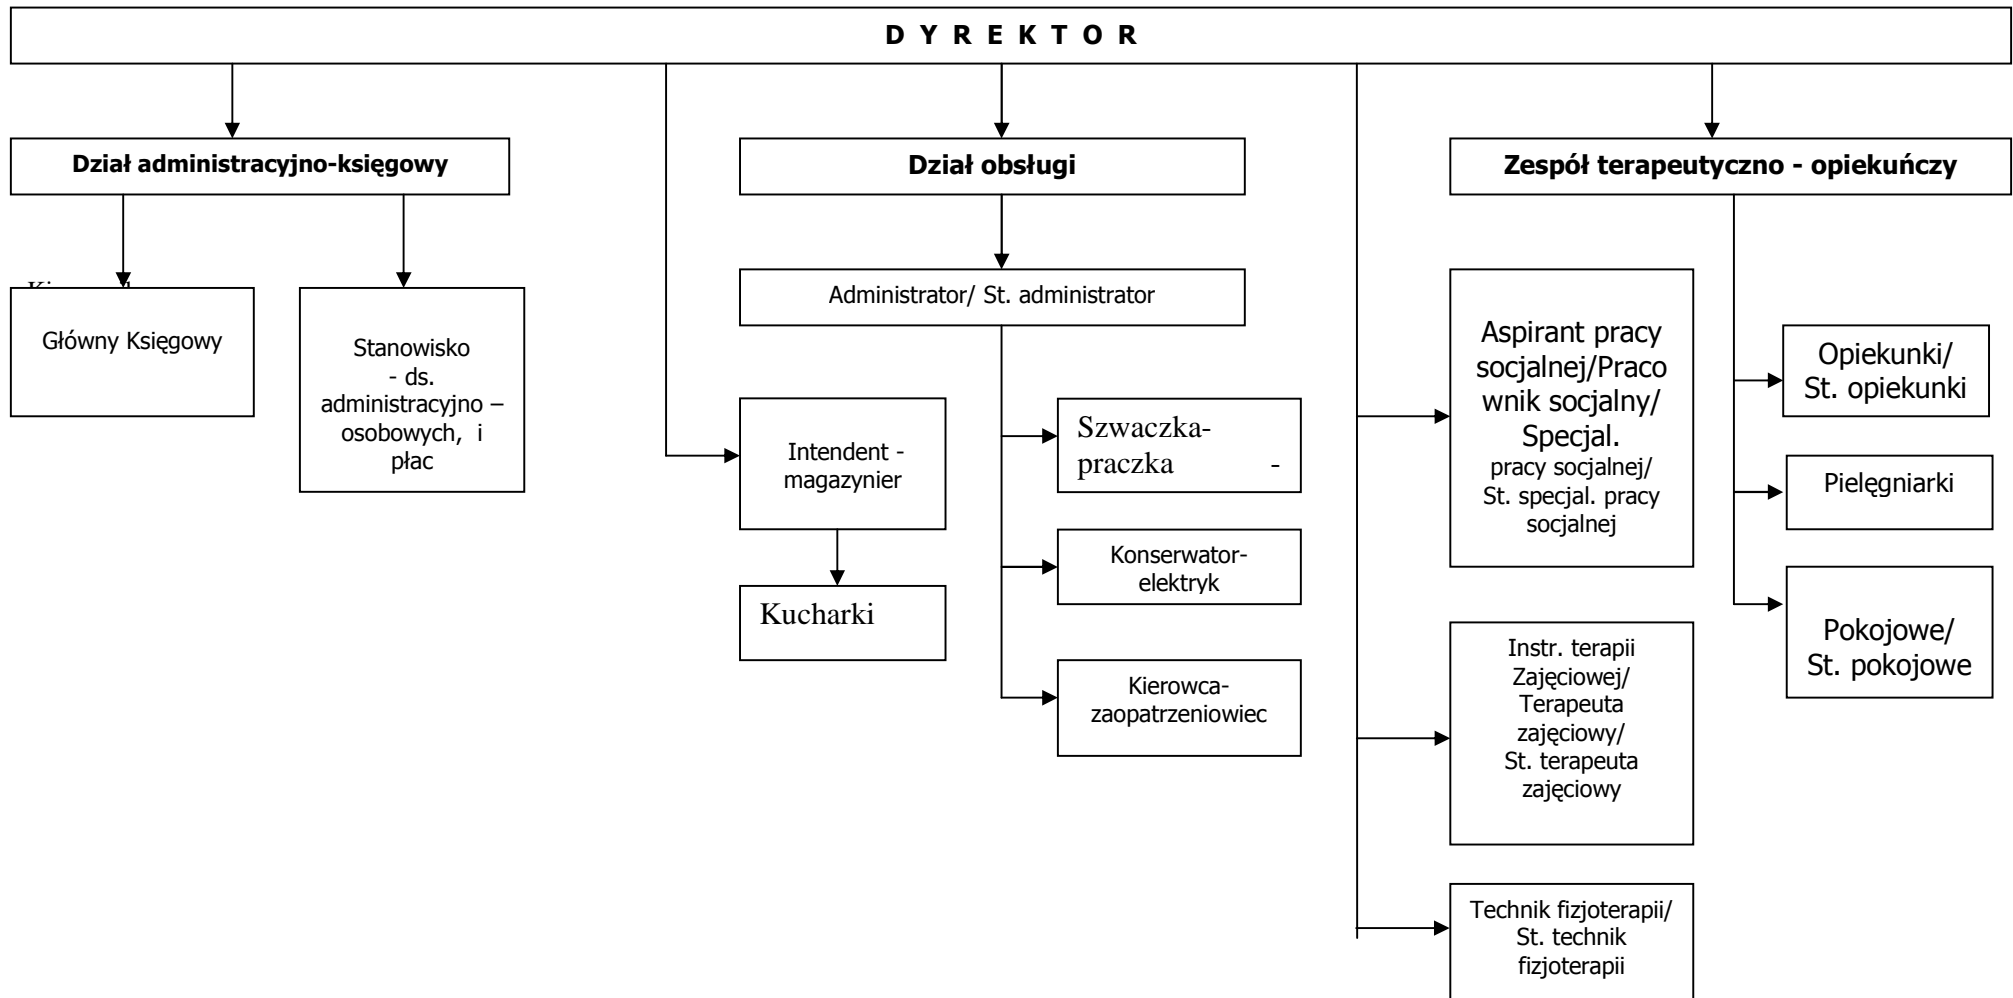 D Y R E K T O R
Dział administracyjno-księgowy
Dział obsługi
Zespół terapeutyczno - opiekuńczy
Główny Księgowy
Stanowisko
- ds.
administracyjno –
osobowych, i
płac
Administrator/ St. administrator
Intendent -
magazynier
Kucharki
Szwaczka-
praczka -
Konserwator-
elektryk
Kierowca-
zaopatrzeniowiec
Aspirant pracy
socjalnej/Praco
wnik socjalny/
Specjal.
pracy socjalnej/
St. specjal. pracy
socjalnej
Instr. terapii
Zajęciowej/
Terapeuta
zajęciowy/
St. terapeuta
zajęciowy
Technik fizjoterapii/
St. technik
fizjoterapii
Opiekunki/
St. opiekunki
Pielęgniarki
Pokojowe/
St. pokojowe